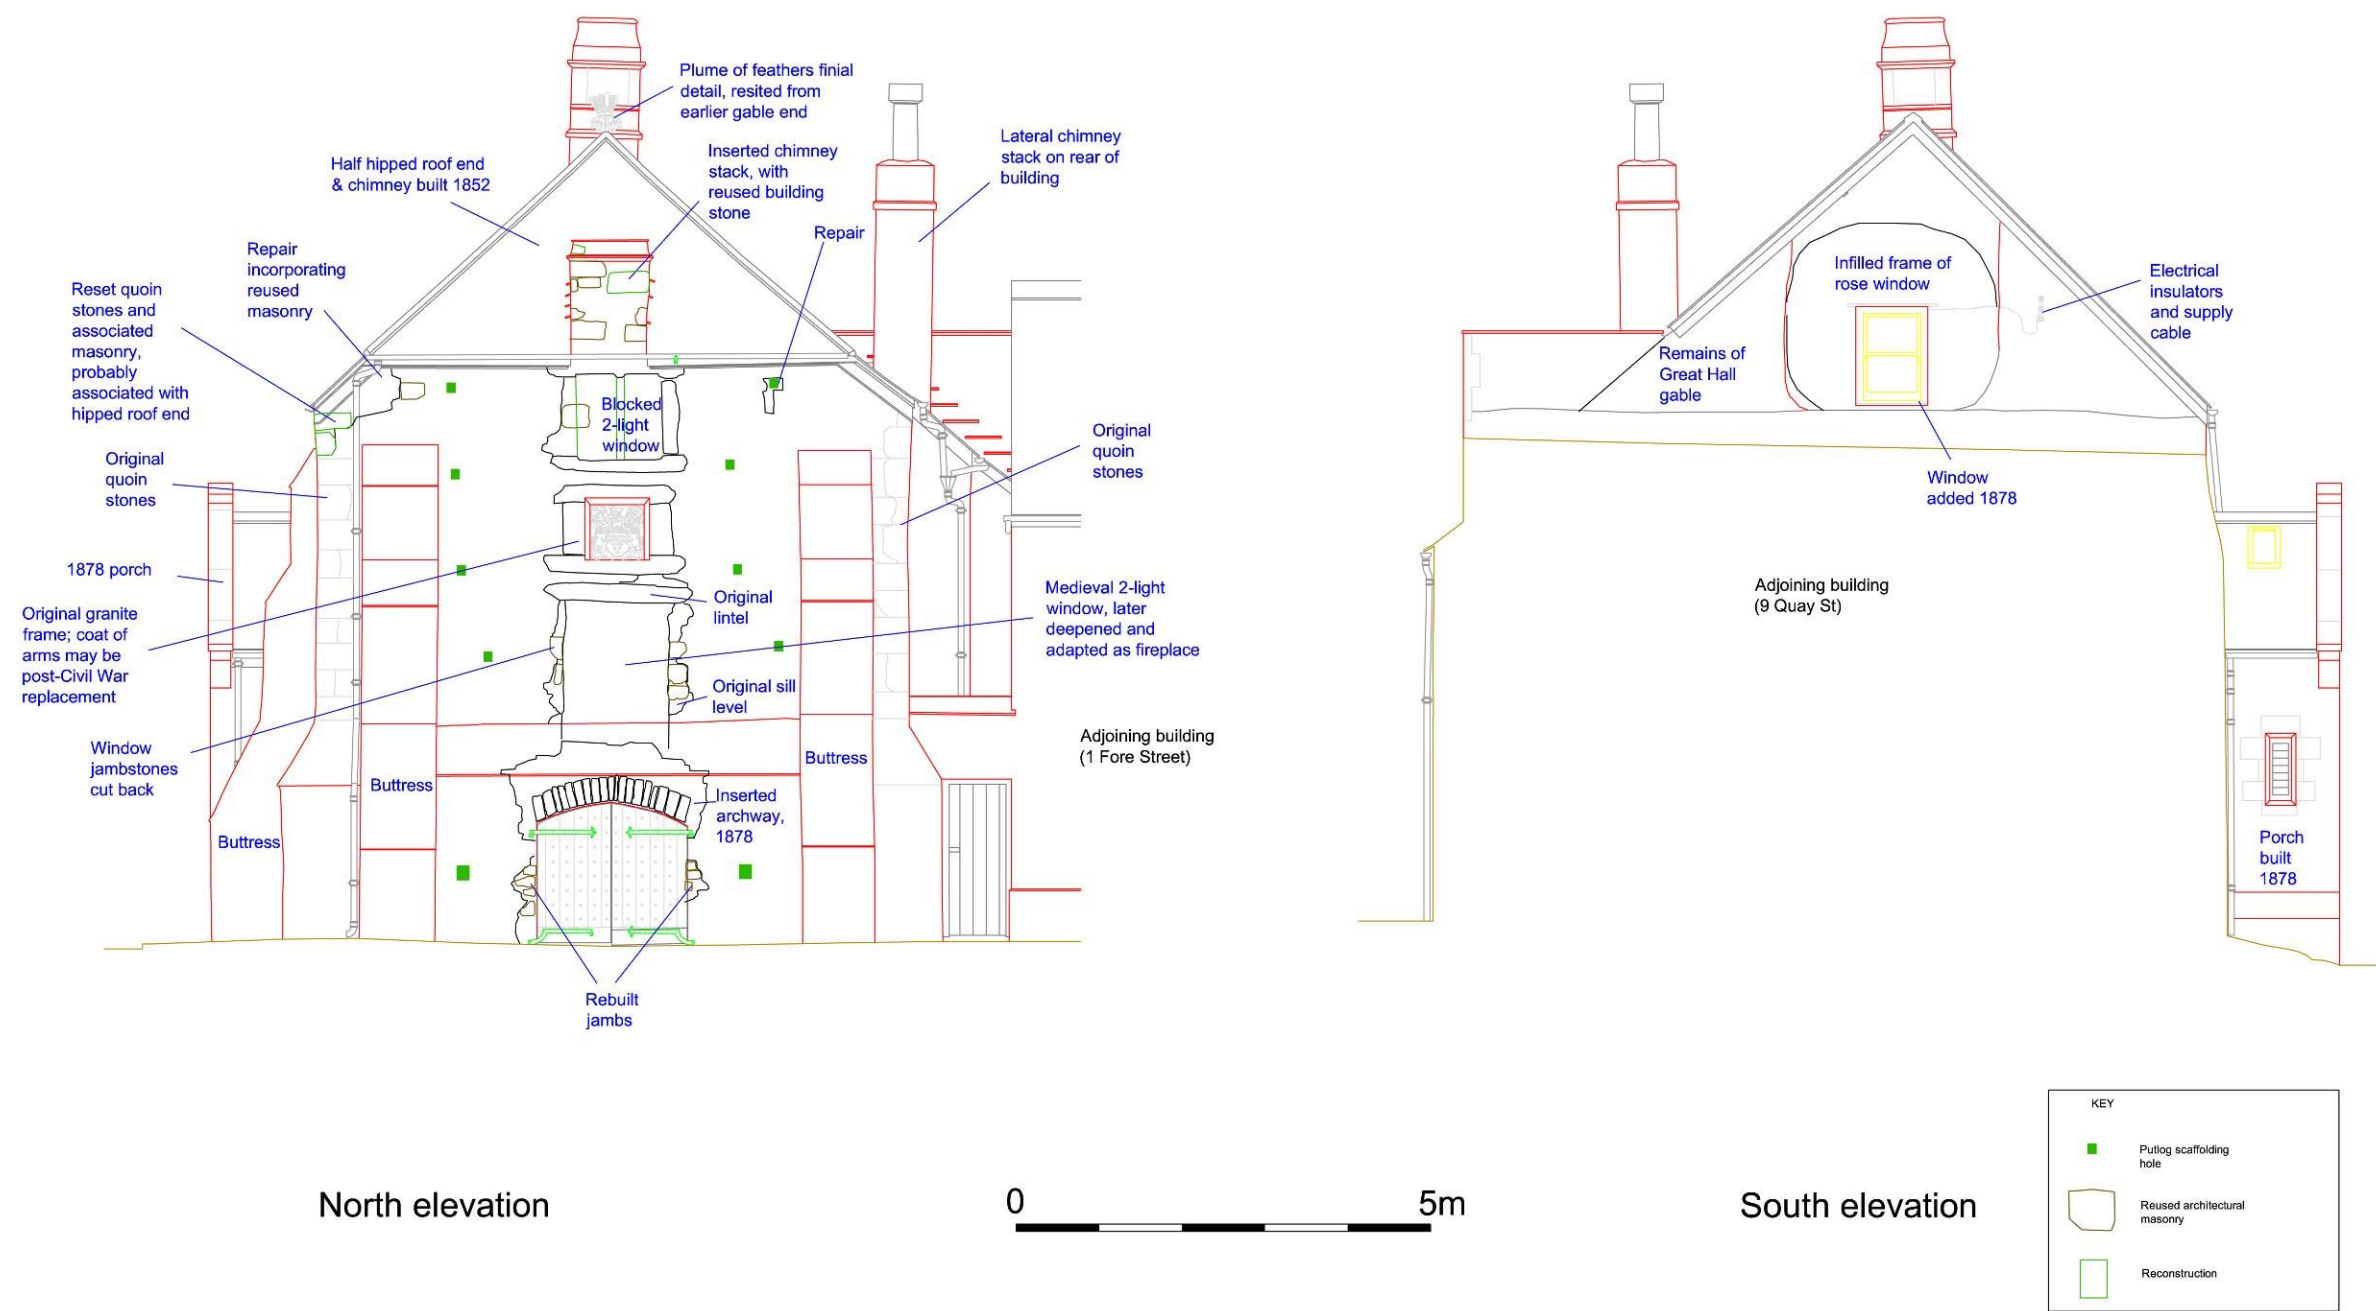 Plume of feathers finial
detail, resited from
earlier gable end
Half hipped roof end
& chimney built 1852
Inserted chimney
stack, with
reused building
stone
Lateral chimney
stack on rear of
building
Repair
Repair
incorporating
reused
masonry
Reset quoin
stones and
associated
masonry,
probably
associated with
hipped roof end
Blocked
2-light
window
Original
quoin
stones
Original
quoin
stones
1878 porch
Original granite
frame; coat of
arms may be
post-Civil War
replacement
Original
lintel
Medieval 2-light
window, later
deepened and
adapted as fireplace
Original sill
level
Window
jambstones
cut back
Buttress
Buttress
Buttress
Inserted
archway,
1878
Adjoining building
(1 Fore Street)
Rebuilt
jambs
Infilled frame of
rose window
Electrical
insulators
and supply
cable
Remains of
Great Hall
gable
Window
added 1878
Adjoining building
(9 Quay St)
Porch
built
1878
North elevation
0 5m
South elevation
KEY
Putlog scaffolding
hole
Reused architectural
masonry
Reconstruction